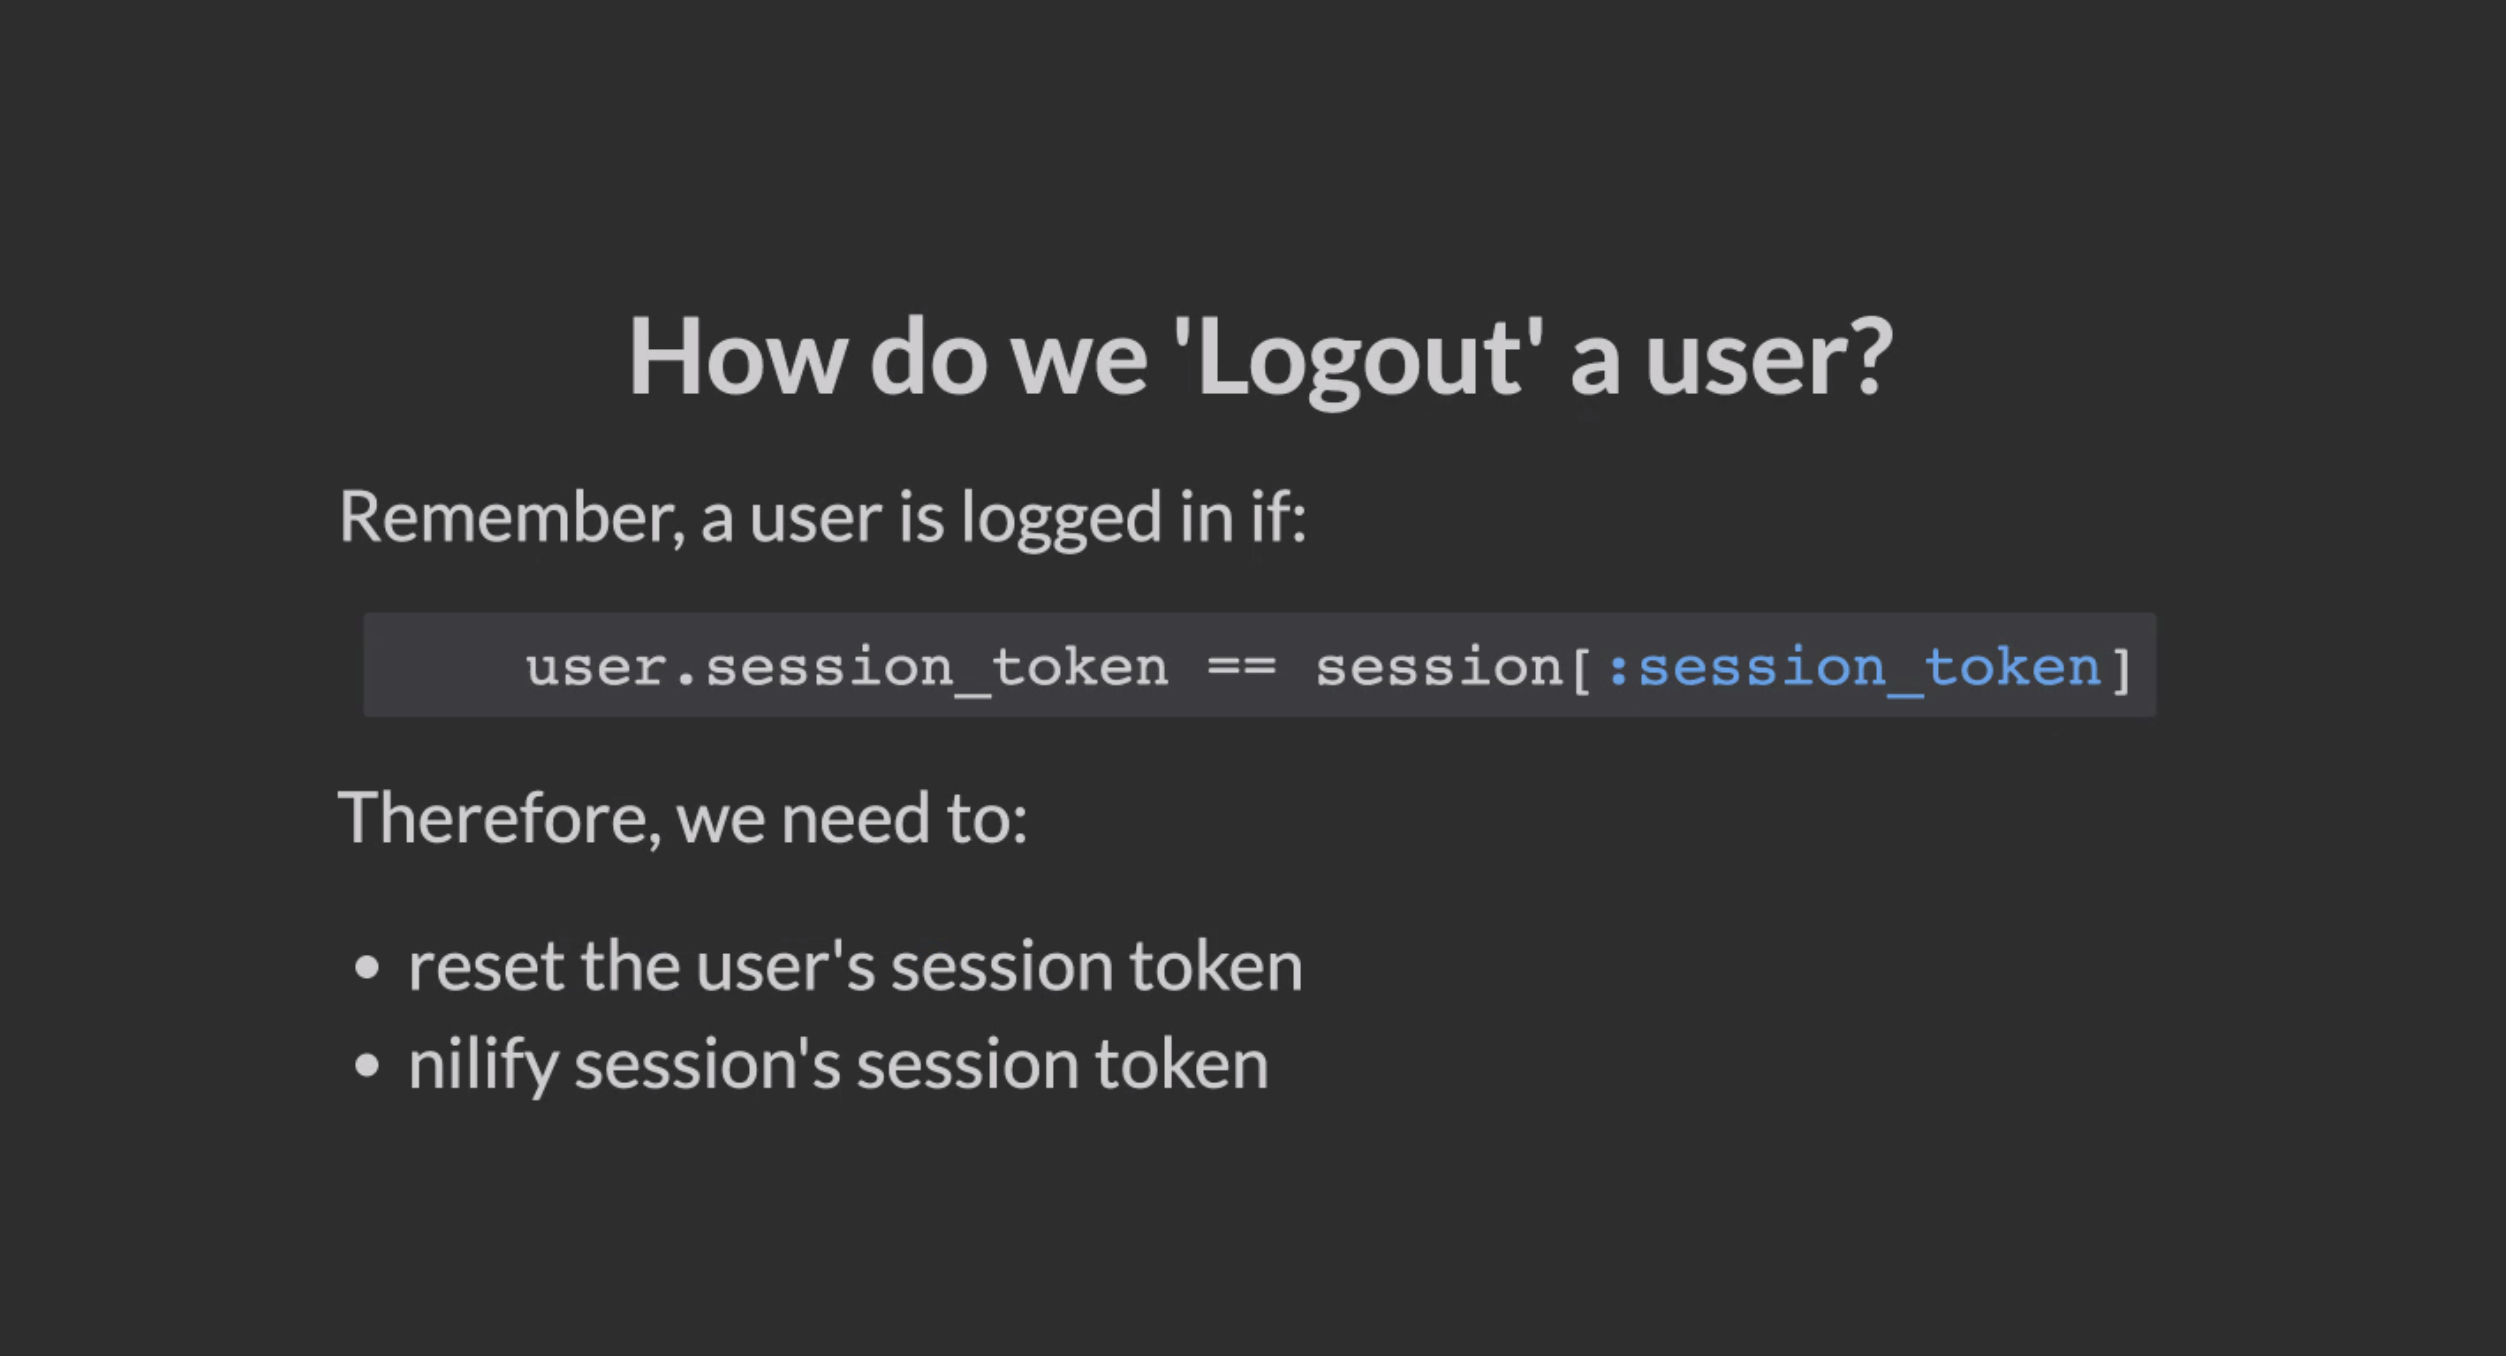 How do we 'Logout' a user?
Remember, a user is logged in if:
user.session_token == session[:session_token]
Therefore, we need to:
• reset the user's session token
• nilify session's session token